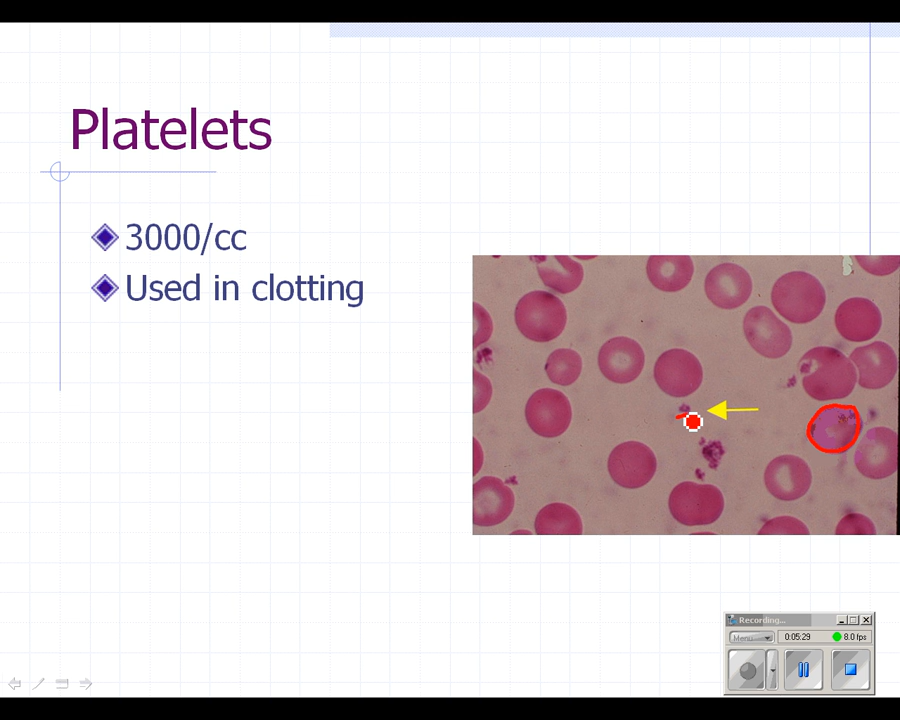 Platelets
3000/cc
Used in clotting
Recording...
Menu
0:05:29
8.0 fps